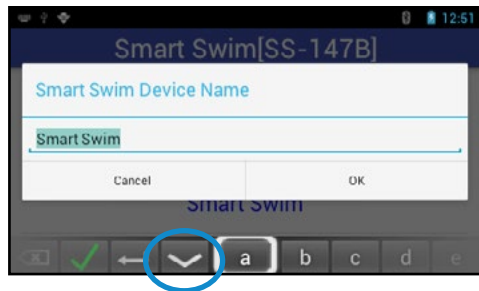 12:51
Smart Swim[SS-147B]
Smart Swim Device Name
Smart Swim
Cancel OK
Smart Swim
a b c d e